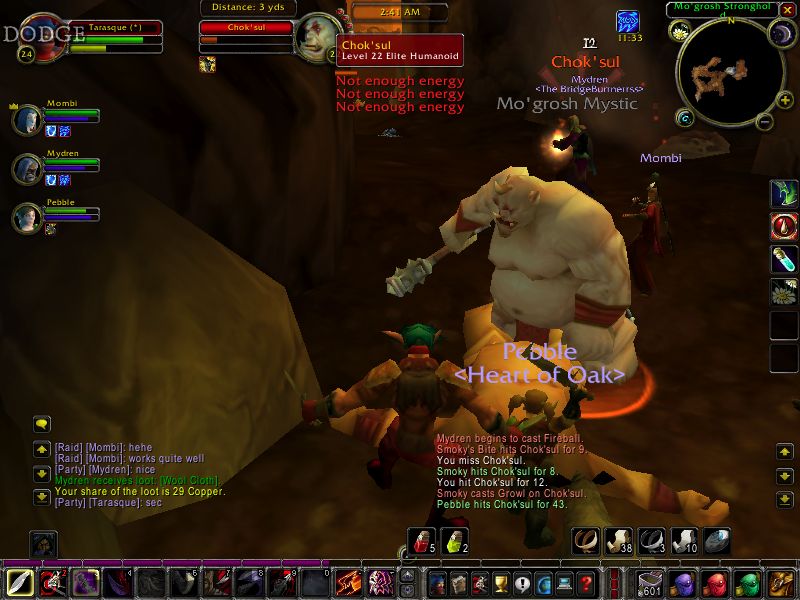 Distance: 3 yds
2:41 AM
Mo'grosh Stronghol
d
N
DODGE
Tarasque (*)
24
Chok'sul
Chok'sul
Level 22 Elite Humanoid
11:33
Not enough energy
Not enough energy
Not enough energy
Chok'sul
Mydren
<The BridgeBurnerrss>
Mo'grosh Mystic
Mombi
Mombi
Mydren
Pebble
Pebble
<Heart of Oak>
[Raid] [Mombi]: hehe
[Raid] [Mombi]: works quite well
[Party] [Mydren]: nice
Mydren receives loot: [Wool Cloth].
Your share of the loot is 29 Copper.
[Party] [Tarasque]: sec
Mydren begins to cast Fireball.
Smoky's Bite hits Chok'sul for 9.
You miss Chok'sul.
Smoky hits Chok'sul for 8.
You hit Chok'sul for 12.
Smoky casts Growl on Chok'sul.
Pebble hits Chok'sul for 43.
5
2
38
3
10
601